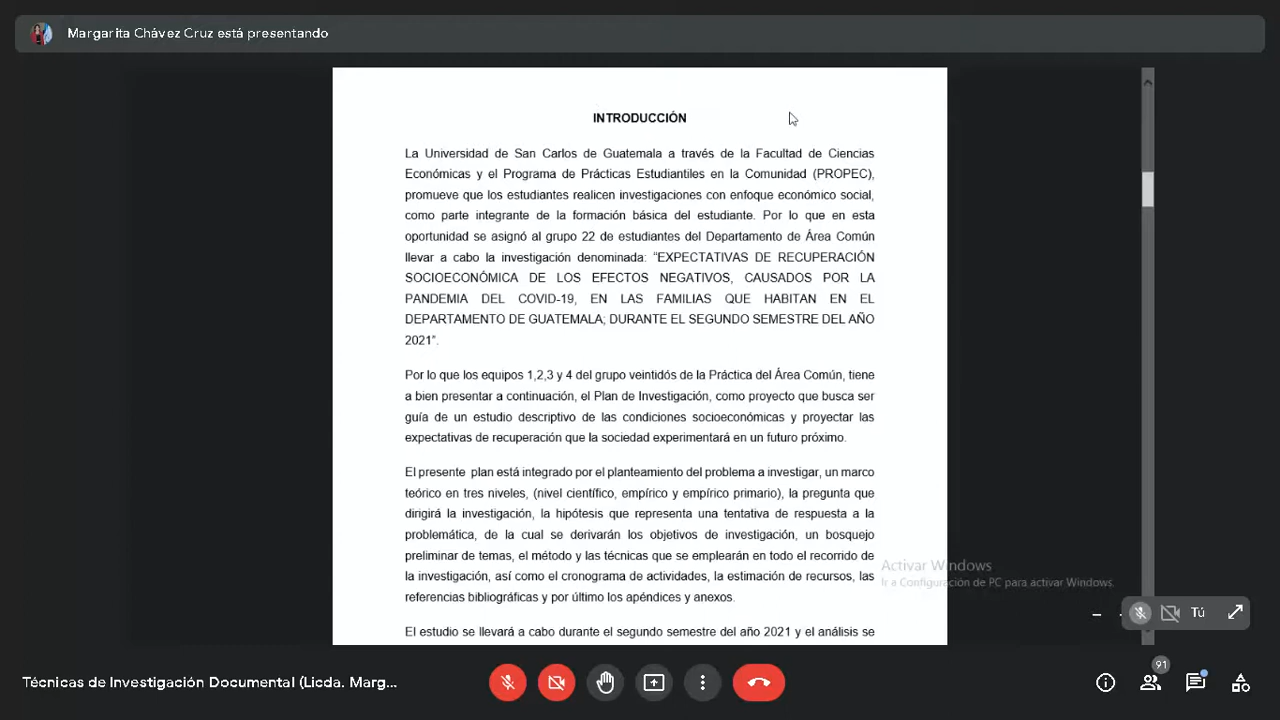 Margarita Chávez Cruz está presentando
INTRODUCCIÓN
La Universidad de San Carlos de Guatemala a través de la Facultad de Ciencias
Económicas y el Programa de Prácticas Estudiantiles en la Comunidad (PROPEC),
promueve que los estudiantes realicen investigaciones con enfoque económico social,
como parte integrante de la formación básica del estudiante. Por lo que en esta
oportunidad se asignó al grupo 22 de estudiantes del Departamento de Área Común
llevar a cabo la investigación denominada: “EXPECTATIVAS DE RECUPERACIÓN
SOCIOECONÓMICA DE LOS EFECTOS NEGATIVOS, CAUSADOS POR LA
PANDEMIA DEL COVID-19, EN LAS FAMILIAS QUE HABITAN EN EL
DEPARTAMENTO DE GUATEMALA; DURANTE EL SEGUNDO SEMESTRE DEL AÑO
2021”.
Por lo que los equipos 1,2,3 y 4 del grupo veintidós de la Práctica del Área Común, tiene
a bien presentar a continuación, el Plan de Investigación, como proyecto que busca ser
guía de un estudio descriptivo de las condiciones socioeconómicas y proyectar las
expectativas de recuperación que la sociedad experimentará en un futuro próximo.
El presente plan está integrado por el planteamiento del problema a investigar, un marco
teórico en tres niveles, (nivel científico, empírico y empírico primario), la pregunta que
dirigirá la investigación, la hipótesis que representa una tentativa de respuesta a la
problemática, de la cual se derivarán los objetivos de investigación, un bosquejo
preliminar de temas, el método y las técnicas que se emplearán en todo el recorrido de
la investigación, así como el cronograma de actividades, la estimación de recursos, las
referencias bibliográficas y por último los apéndices y anexos.
El estudio se llevará a cabo durante el segundo semestre del año 2021 y el análisis se
Activar Windows
Ir a Configuración de PC para activar Windows.
Tú
91
Técnicas de Investigación Documental (Licda. Marg...